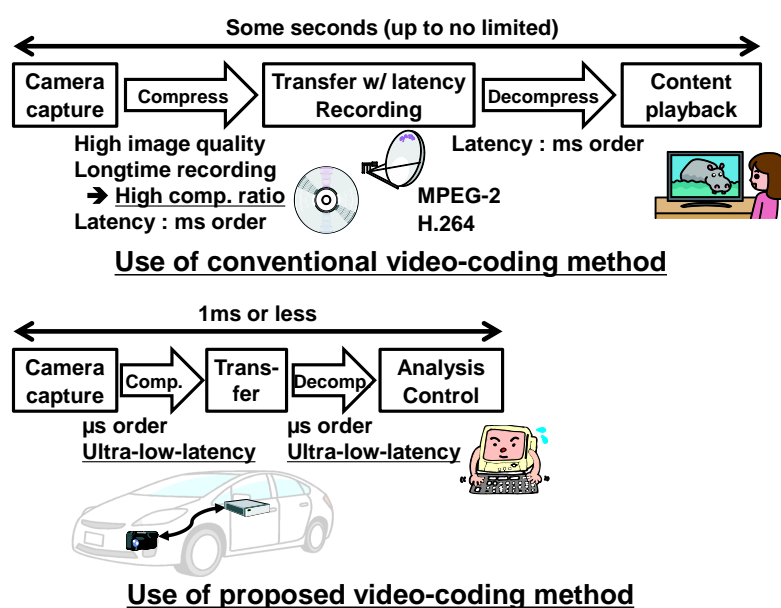 Some seconds (up to no limited)
Camera
capture
Compress
Transfer w/ latency
Recording
Decompress
Content
playback
High image quality
Longtime recording
➔ High comp. ratio
Latency : ms order
MPEG-2
H.264
Latency : ms order
Use of conventional video-coding method
1ms or less
Camera
capture
Comp.
Trans-
fer
Decomp
Analysis
Control
µs order
Ultra-low-latency
µs order
Ultra-low-latency
Use of proposed video-coding method